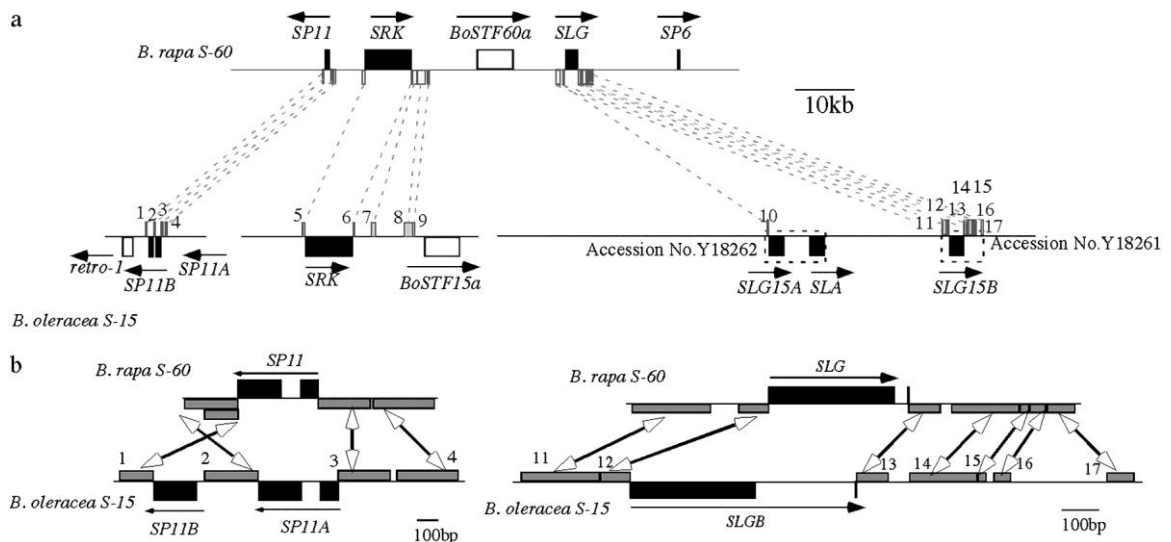 a
SP11 SRK BoSTF60a SLG SP6
B. rapa S-60
10kb
1 2 3 4 5 6 7 8 9 10 11 12 13 14 15 16 17
Accession No.Y18262 Accession No.Y18261
retro-1 SP11B SP11A SRK BoSTF15a SLG15A SLA SLG15B
B. oleracea S-15
b
B. rapa S-60 SP11
1 2 3 4
B. oleracea S-15
SP11B SP11A
100bp
B. rapa S-60 SLG
11 12 13 14 15 16 17
B. oleracea S-15 SLGB
100bp